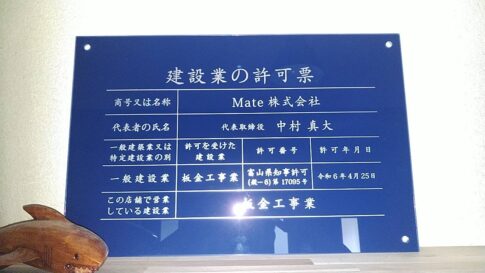 建設業の許可票
商号又は名称 Mate 株式会社
代表者の氏名 代表取締役 中村 真大
一般建築業又は 許可を受けた 許可番号 許可年月日
特定建設業の別 建設業
一般建設業 板金工事業 富山県知事許可 令和6年4月25日
(般-6)第17095号
この店舗で営業 板金工事業
している建設業